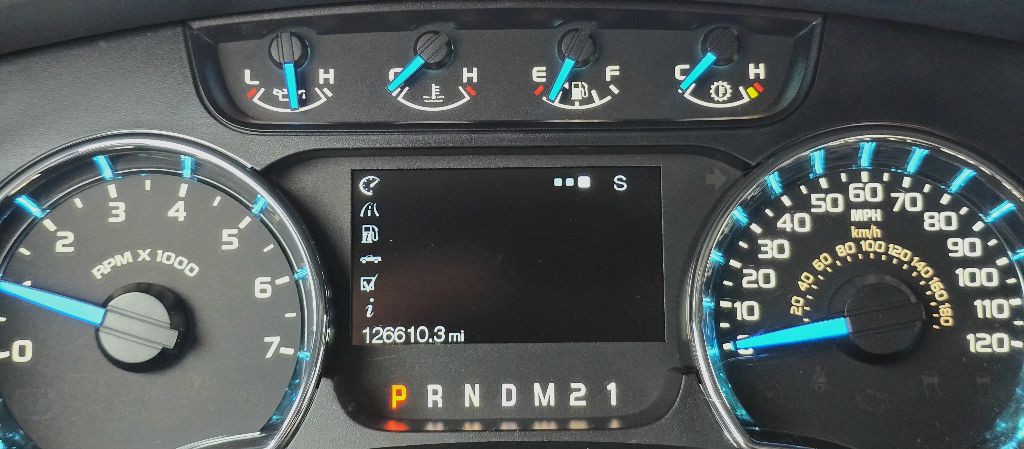 L H C H E F C H
S
126610.3 mi
P R N D M 2 1
0 2 3 4 5 6 7
RPM X 1000
10 20 30 40 50 60 70 80 90 100 110 120
MPH
km/h
20 40 60 80 100 120 140 160 180
i